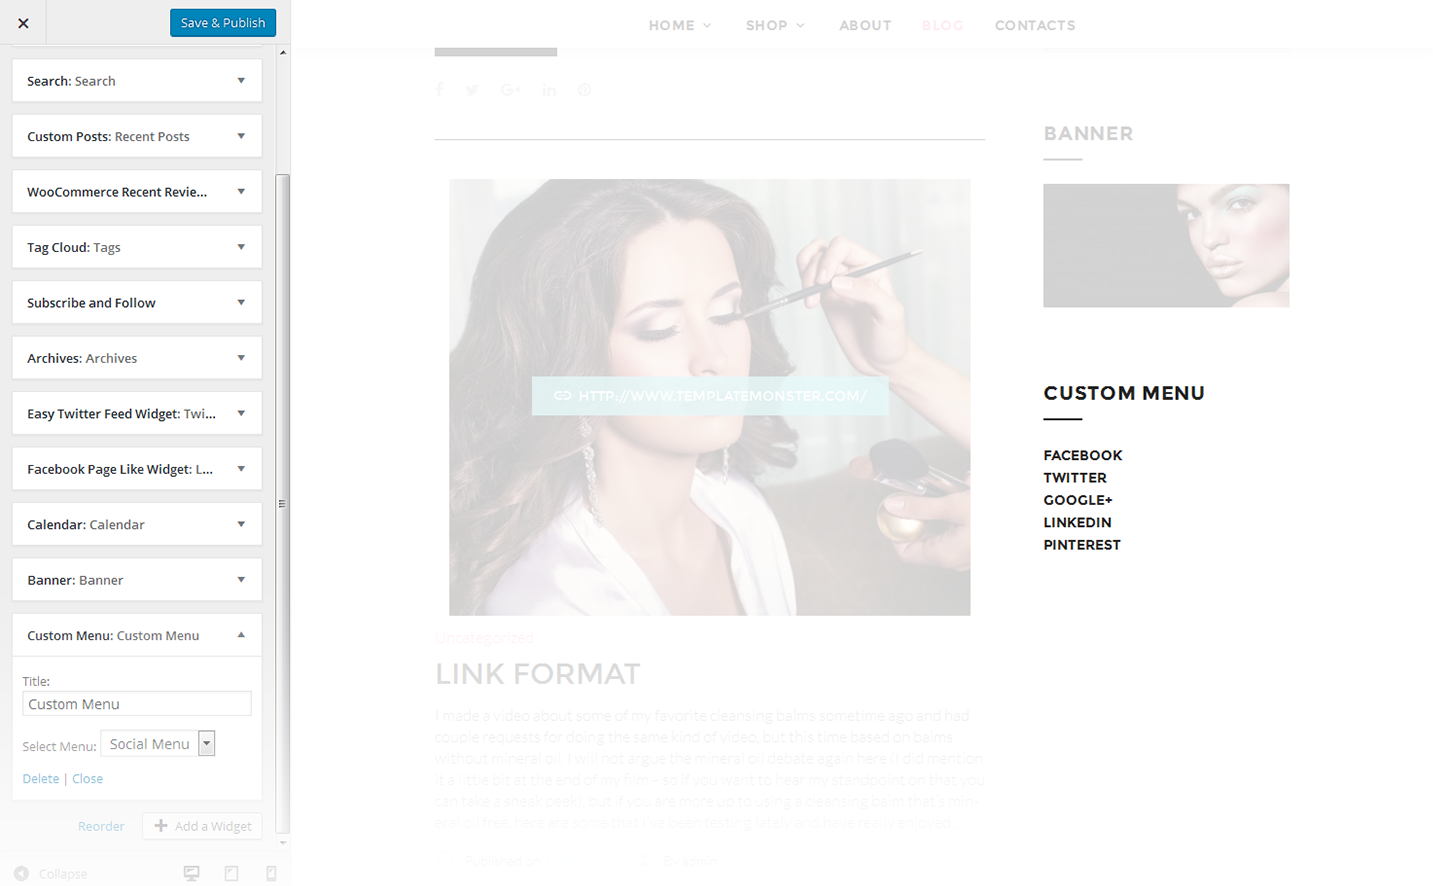 Save & Publish
Search: Search
Custom Posts: Recent Posts
WooCommerce Recent Revie...
Tag Cloud: Tags
Subscribe and Follow
Archives: Archives
Easy Twitter Feed Widget: Twi...
Facebook Page Like Widget: L...
Calendar: Calendar
Banner: Banner
Custom Menu: Custom Menu
Title:
Custom Menu
Select Menu: Social Menu
Delete | Close
Reorder
Add a Widget
Collapse
HOME SHOP ABOUT BLOG CONTACTS
HTTP://WWW.TEMPLATEMONSTER.COM/
Uncategorized
LINK FORMAT
I made a video about some of my favorite cleansing balms sometime ago and had
couple requests for doing the same kind of video, but this time based on balms
without mineral oil. I will not argue the mineral oil debate again here (I did mention
it a little bit at the end of my film – so if you want to hear my standpoint on that you
can take a sneak peek), but if you are more up to using a cleansing balm that's min-
eral oil free, here are some that I've been testing lately and have really enjoyed.
Published on
By admin
BANNER
CUSTOM MENU
FACEBOOK
TWITTER
GOOGLE+
LINKEDIN
PINTEREST